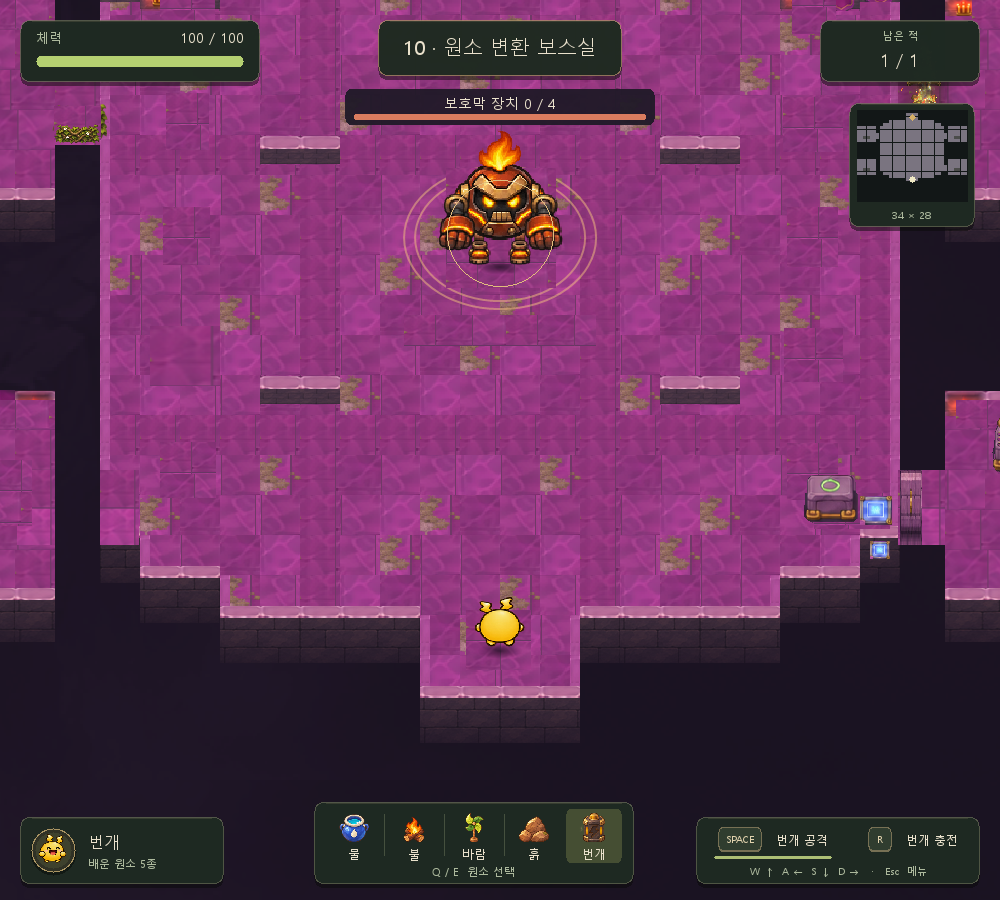 체력 100 / 100
10 · 원소 변환 보스실
남은 적
1 / 1
보호막 장치 0 / 4
34 × 28
번개
배운 원소 5종
물 불 바람 흙 번개
Q / E 원소 선택
SPACE 번개 공격 R 번개 충전
W ↑ A ← S ↓ D → · Esc 메뉴